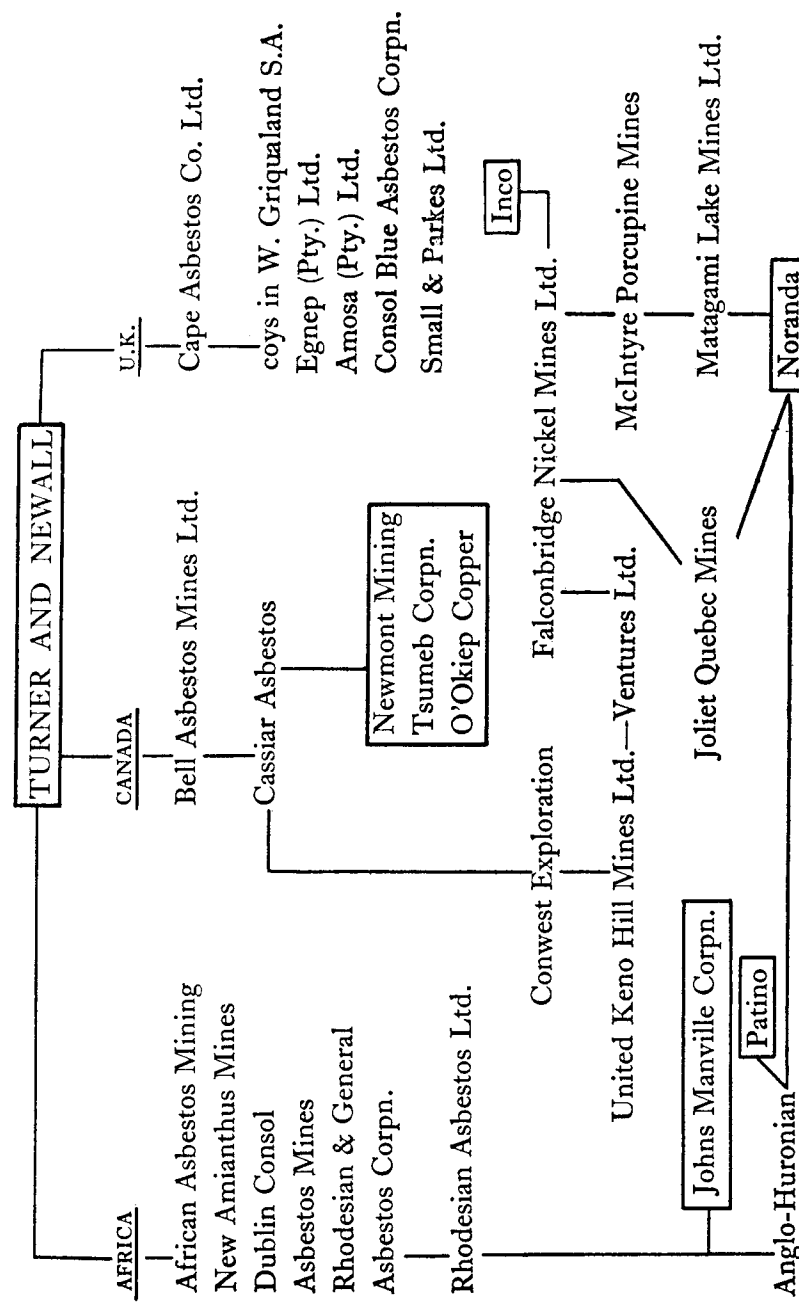 TURNER AND NEWALL
AFRICA
African Asbestos Mining
New Amianthus Mines
Dublin Consol
Asbestos Mines
Rhodesian & General
Asbestos Corpn.
Rhodesian Asbestos Ltd.
CANADA
Bell Asbestos Mines Ltd.
Cassiar Asbestos
Newmont Mining
Tsumeb Corpn.
O'Okiep Copper
U.K.
Cape Asbestos Co. Ltd.
coys in W. Griqualand S.A.
Egnep (Pty.) Ltd.
Amosa (Pty.) Ltd.
Consol Blue Asbestos Corpn.
Small & Parkes Ltd.
Inco
Conwest Exploration
Falconbridge Nickel Mines Ltd.
United Keno Hill Mines Ltd.—Ventures Ltd.
McIntyre Porcupine Mines
Johns Manville Corpn.
Joliet Quebec Mines
Matagami Lake Mines Ltd.
Patino
Anglo-Huronian
Noranda